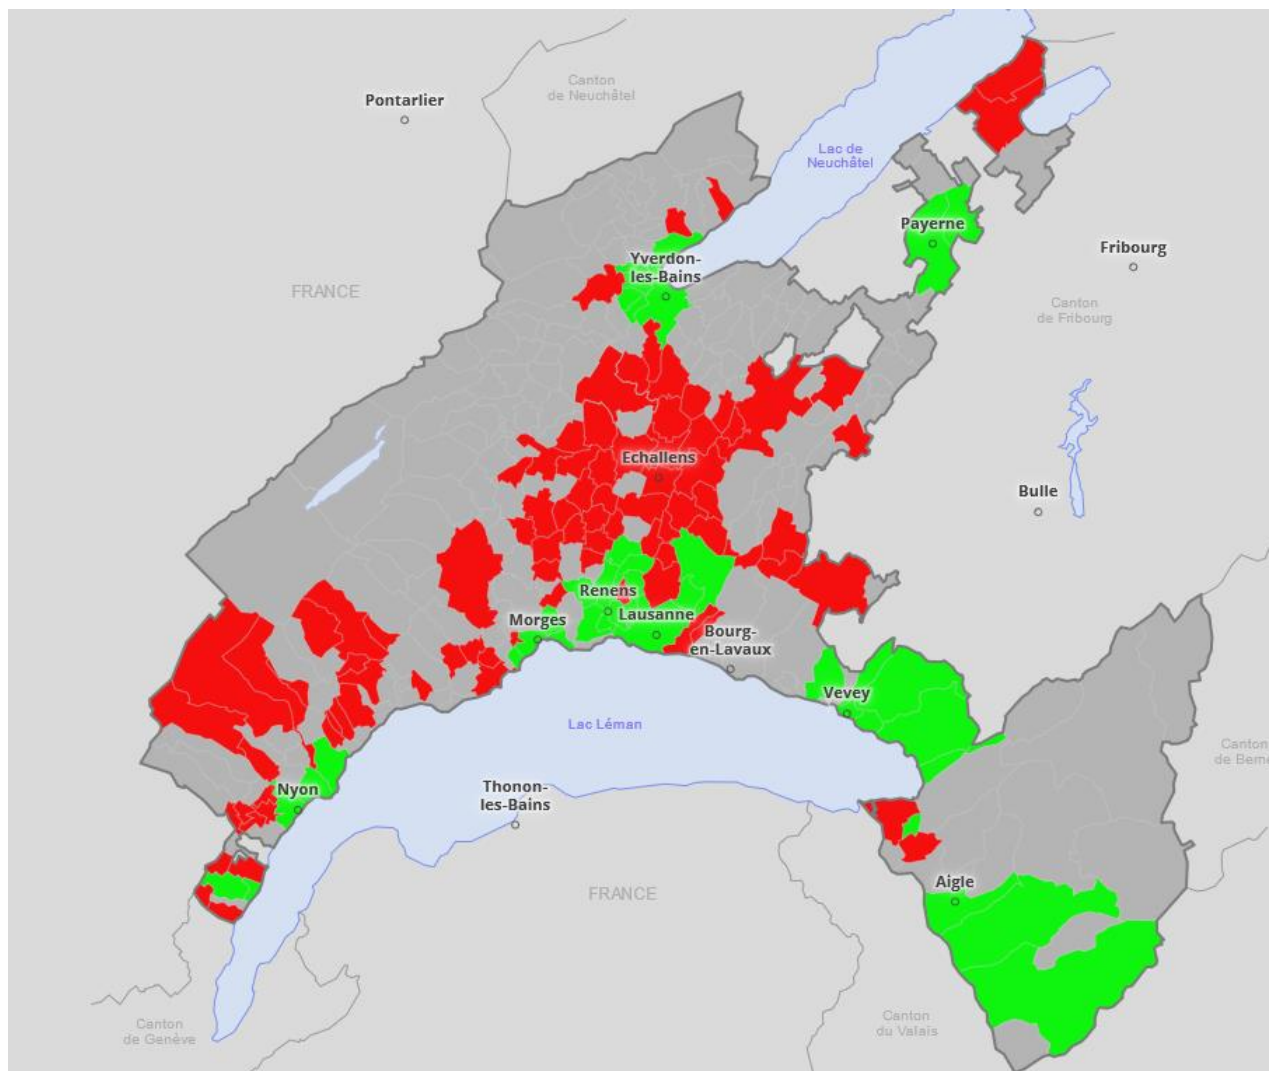 Canton
de Neuchâtel
Pontarlier
Lac de
Neuchâtel
Payerne
Fribourg
Yverdon-
les-Bains
FRANCE
Canton
de Fribourg
Echallens
Bulle
Renens
Morges
Lausanne
Bourg-
en-Lavaux
Vevey
Lac Léman
Canton
de Berne
Nyon
Thonon-
les-Bains
FRANCE
Aigle
Canton
de Genève
Canton
du Valais